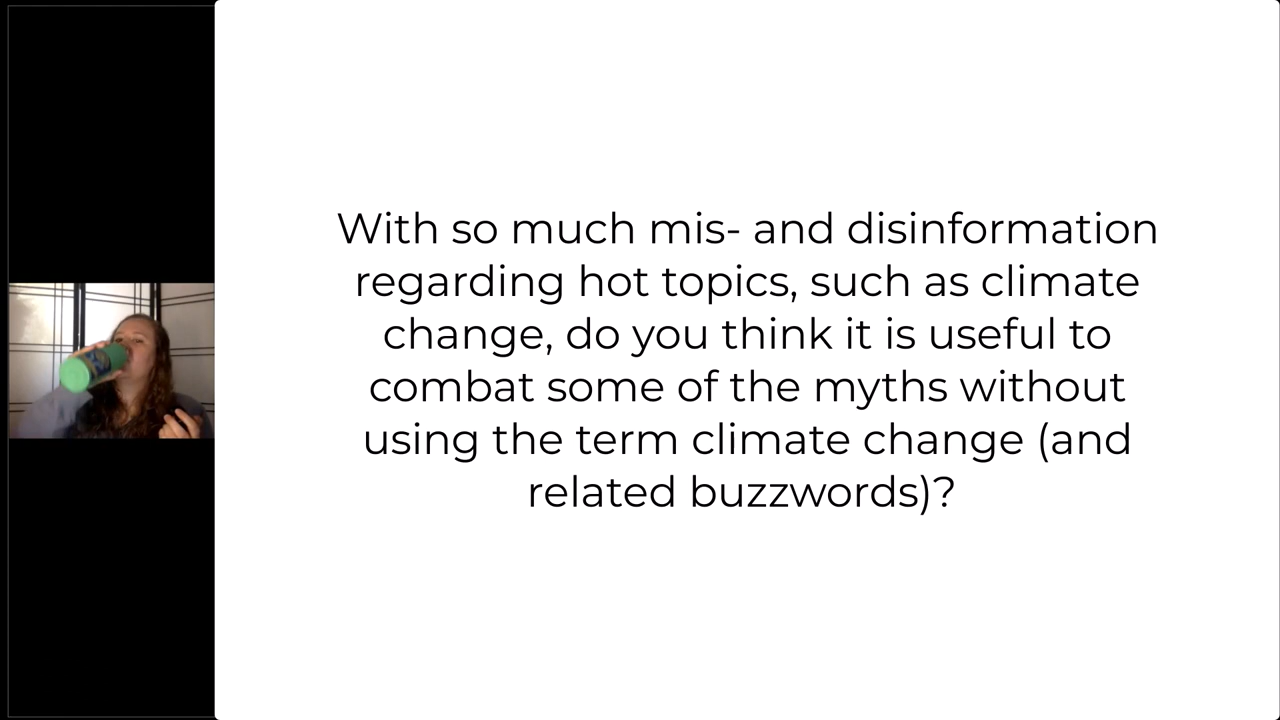 With so much mis- and disinformation
regarding hot topics, such as climate
change, do you think it is useful to
combat some of the myths without
using the term climate change (and
related buzzwords)?